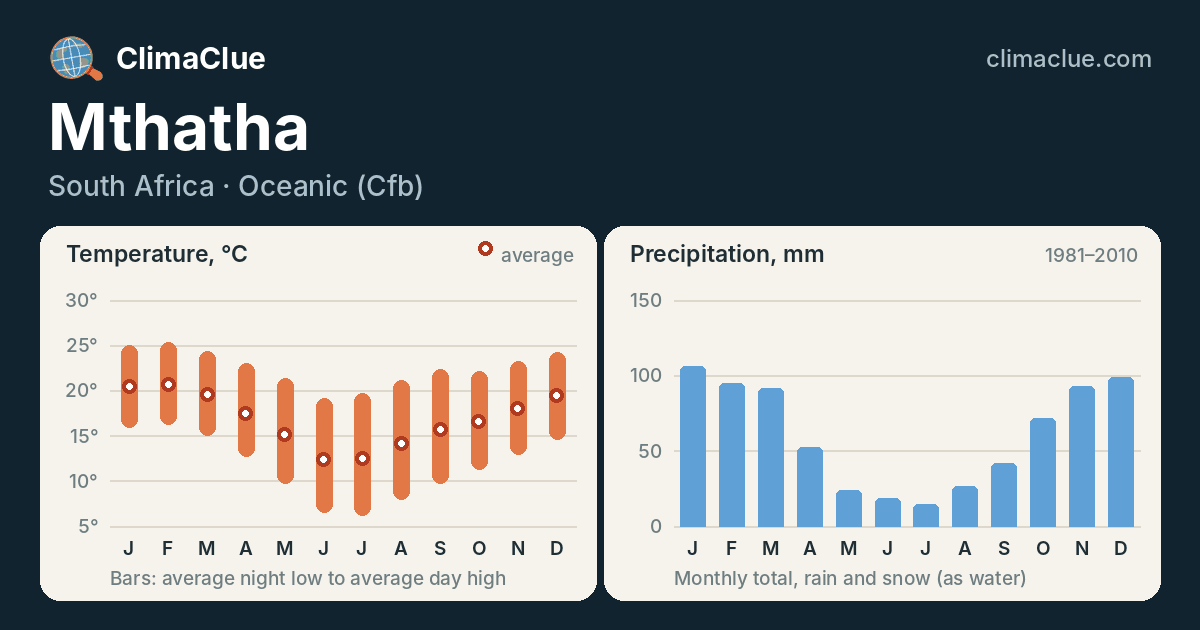 ClimaClue
climaclue.com
Mthatha
South Africa · Oceanic (Cfb)
Temperature, °C
average
30°
25°
20°
15°
10°
5°
J F M A M J J A S O N D
Bars: average night low to average day high
Precipitation, mm
1981–2010
150
100
50
0
J F M A M J J A S O N D
Monthly total, rain and snow (as water)